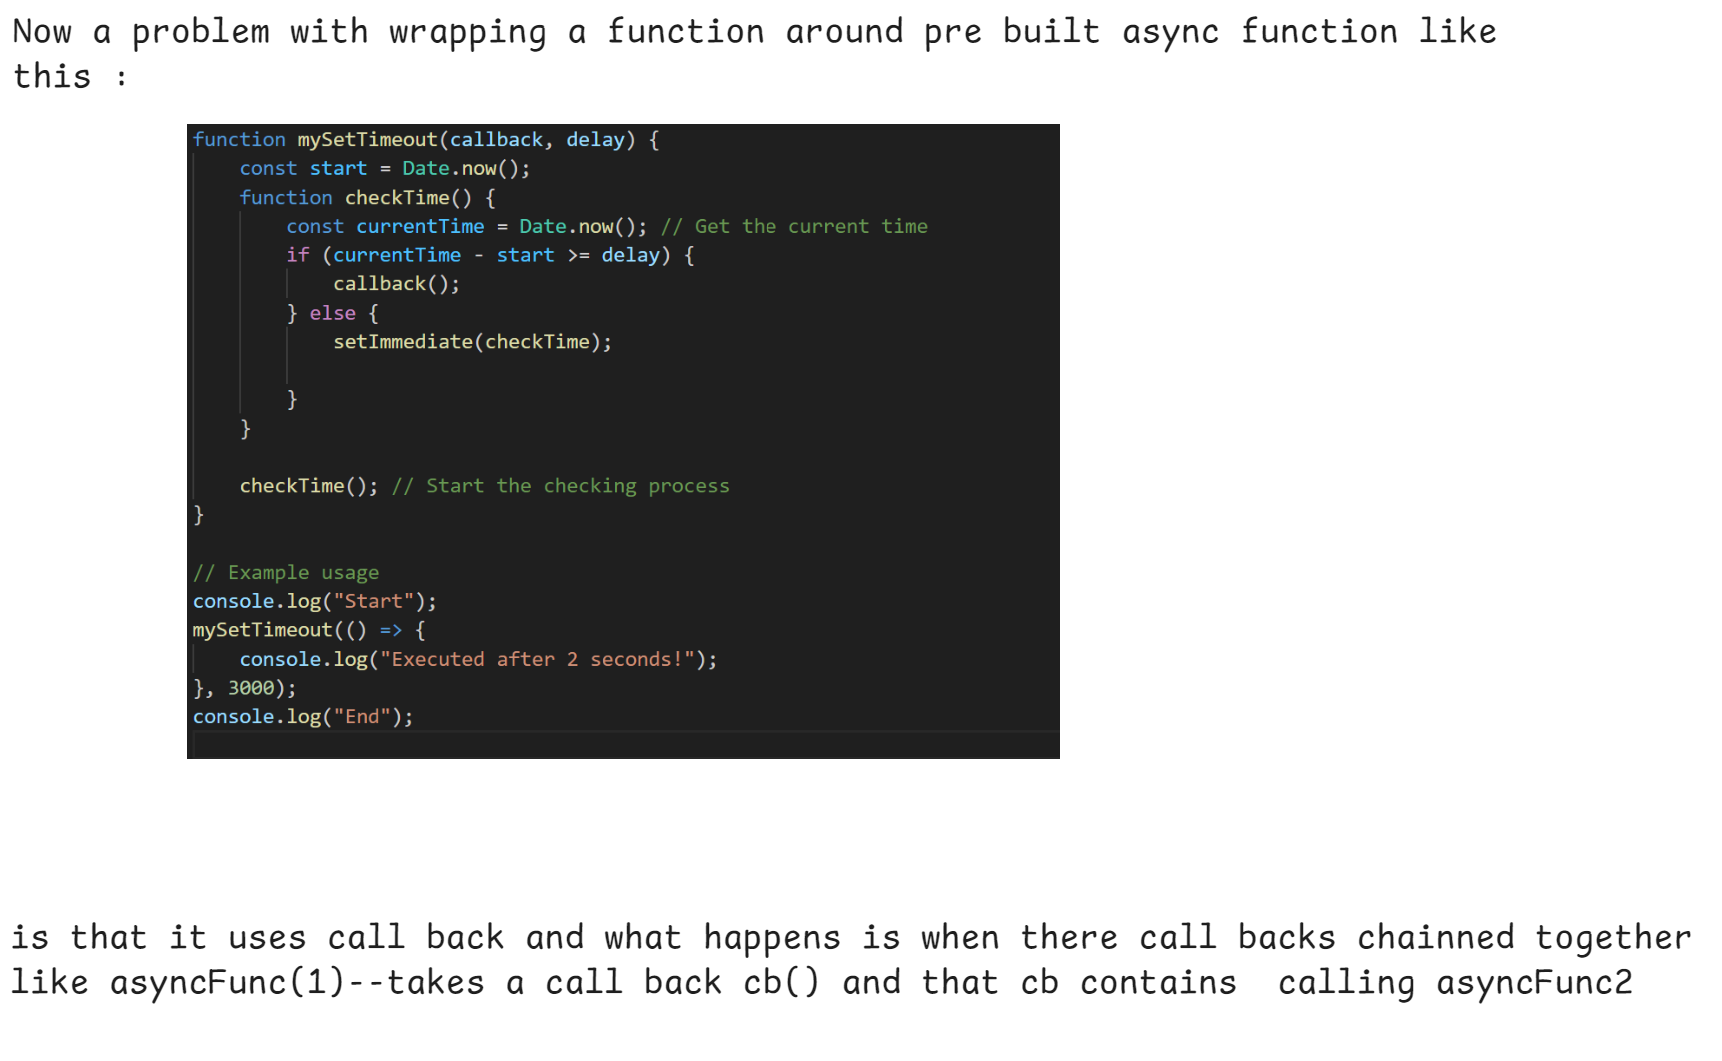 Now a problem with wrapping a function around pre built async function like
this :
function mySetTimeout(callback, delay) {
    const start = Date.now();
    function checkTime() {
        const currentTime = Date.now(); // Get the current time
        if (currentTime - start >= delay) {
            callback();
        } else {
            setImmediate(checkTime);
        }
    }
    checkTime(); // Start the checking process
}
// Example usage
console.log("Start");
mySetTimeout(() => {
    console.log("Executed after 2 seconds!");
}, 3000);
console.log("End");
is that it uses call back and what happens is when there call backs chainned together
like asyncFunc(1)--takes a call back cb() and that cb contains  calling asyncFunc2